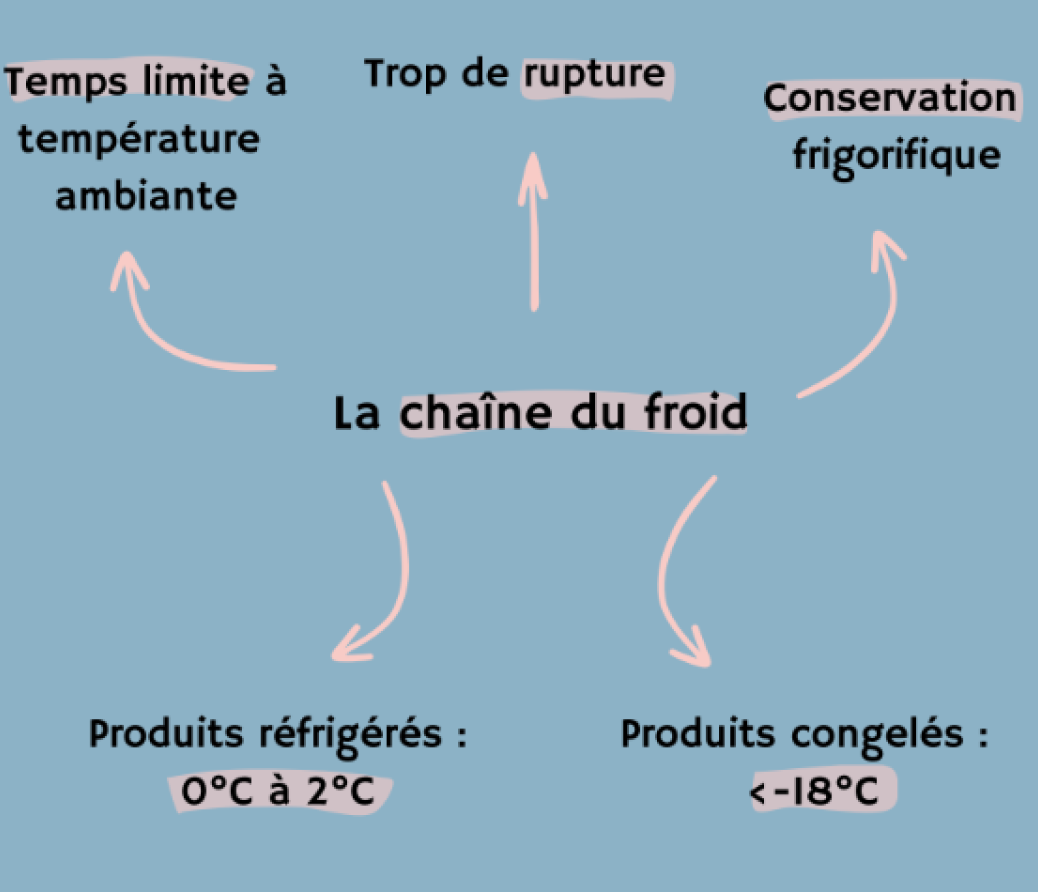 Temps limite à
température
ambiante
Trop de rupture
Conservation
frigorifique
La chaîne du froid
Produits réfrigérés :
0°C à 2°C
Produits congelés :
<-18°C